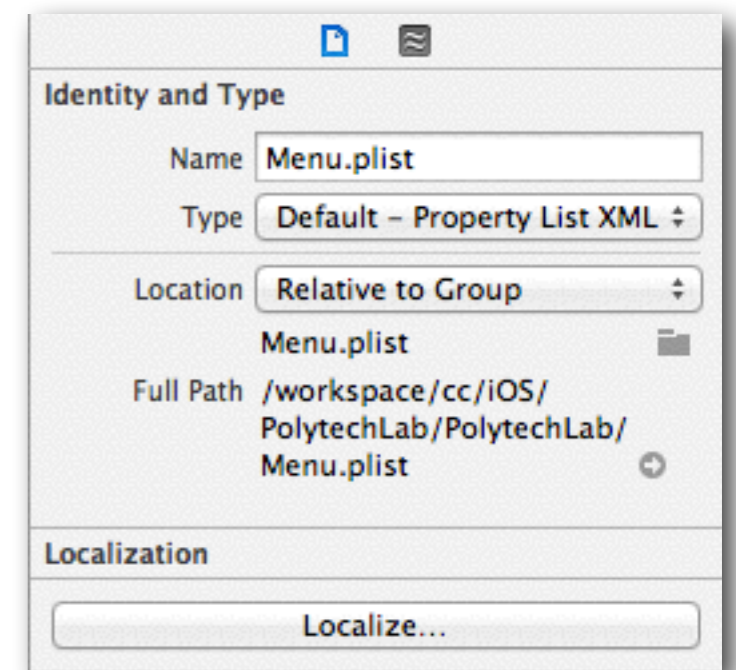 Identity and Type
Name Menu.plist
Type Default – Property List XML
Location Relative to Group
Menu.plist
Full Path /workspace/cc/iOS/
PolytechLab/PolytechLab/
Menu.plist
Localization
Localize...